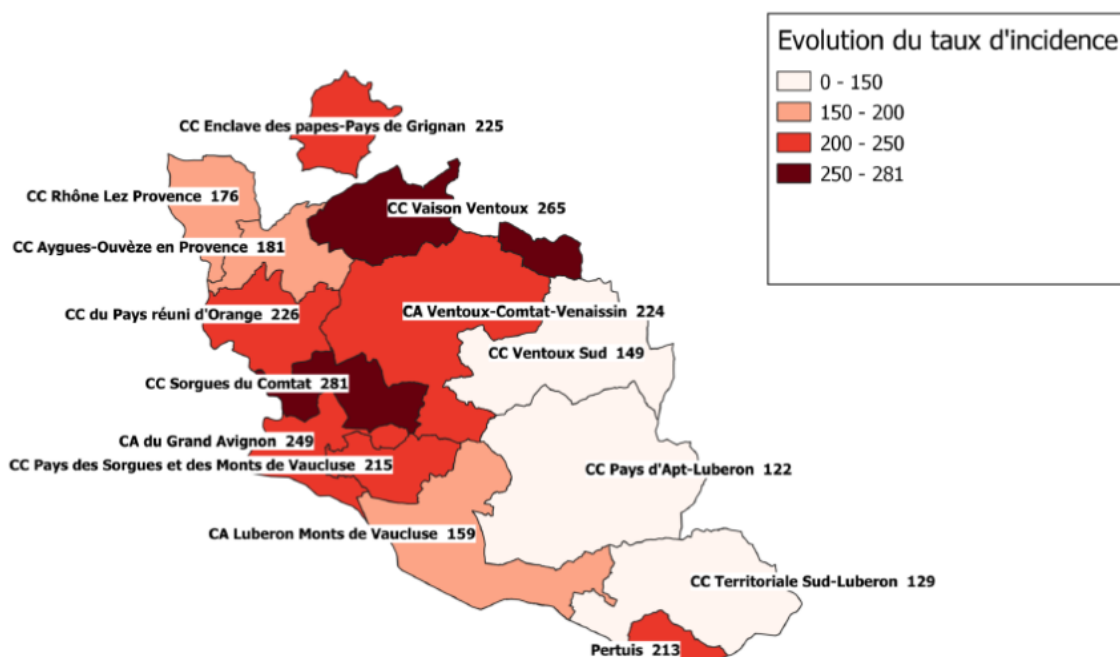 Evolution du taux d'incidence
0 - 150
150 - 200
200 - 250
250 - 281
CC Enclave des papes-Pays de Grignan 225
CC Rhône Lez Provence 176
CC Vaison Ventoux 265
CC Aygues-Ouvèze en Provence 181
CC du Pays réuni d'Orange 226
CA Ventoux-Comtat-Venaissin 224
CC Ventoux Sud 149
CC Sorgues du Comtat 281
CA du Grand Avignon 249
CC Pays des Sorgues et des Monts de Vaucluse 215
CC Pays d'Apt-Luberon 122
CA Luberon Monts de Vaucluse 159
CC Territoriale Sud-Luberon 129
Pertuis 213